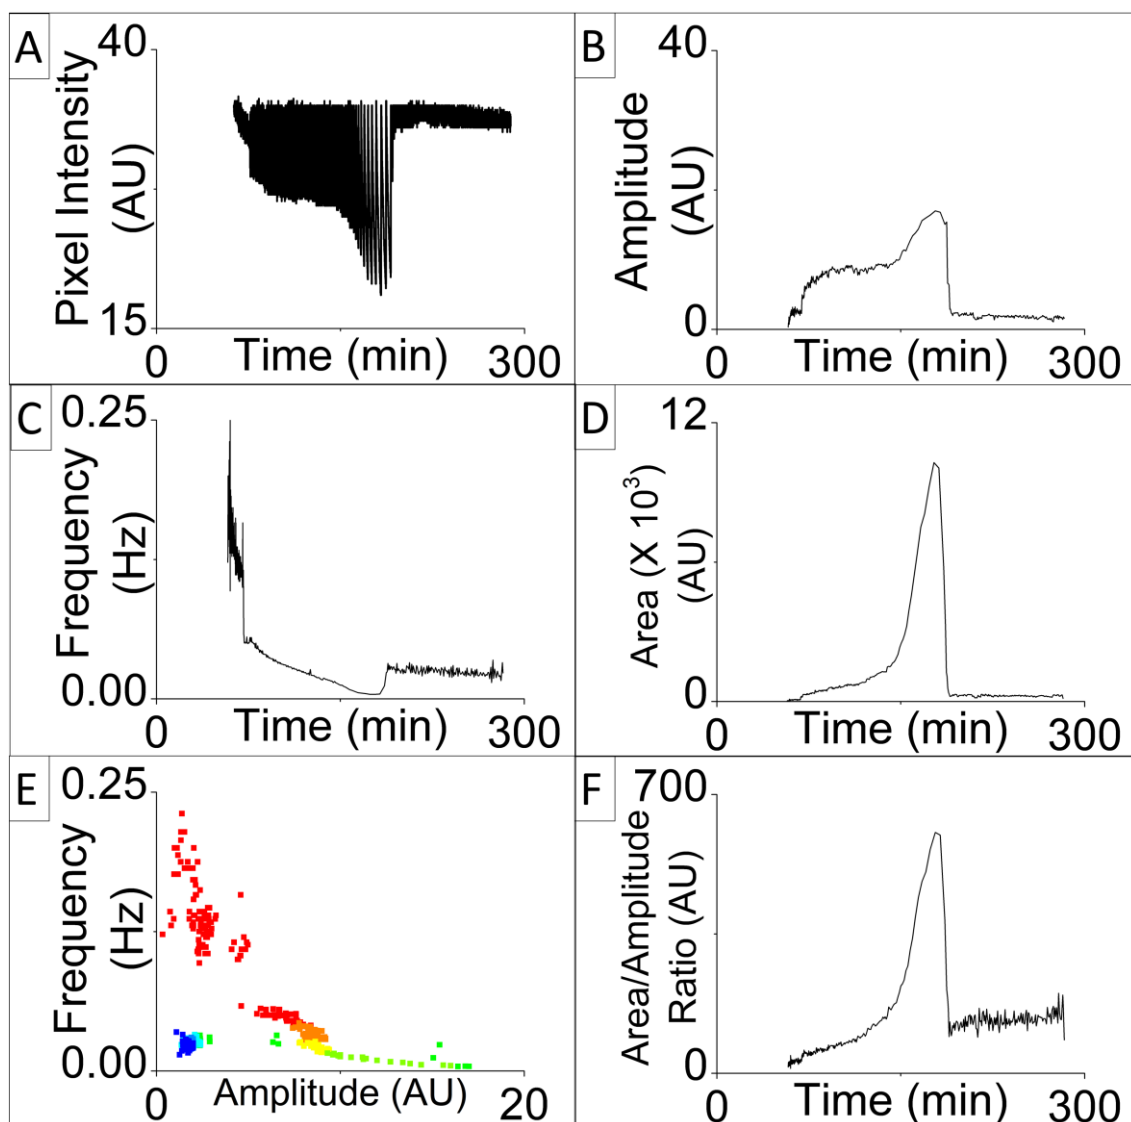 A
40
Pixel Intensity
(AU)
15
0
Time (min)
300
B
40
Amplitude
(AU)
0
0
Time (min)
300
C
0.25
Frequency
(Hz)
0.00
0
Time (min)
300
D
12
Area (X 10³)
(AU)
0
0
Time (min)
300
E
0.25
Frequency
(Hz)
0.00
0
Amplitude (AU)
20
F
700
Area/Amplitude
Ratio (AU)
0
0
Time (min)
300